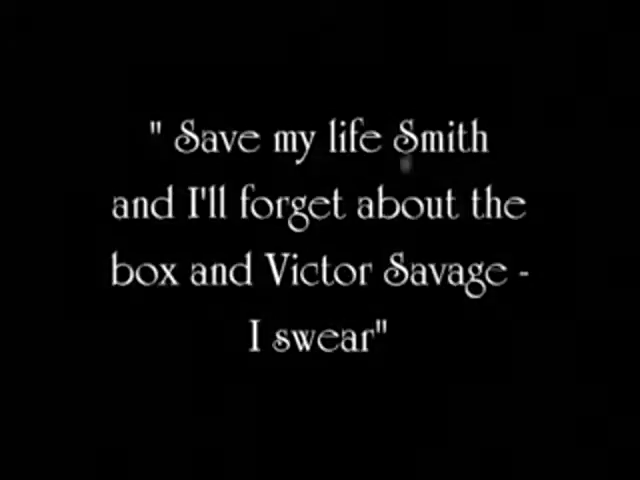 " Save my life Smith
and I'll forget about the
box and Victor Savage -
I swear"